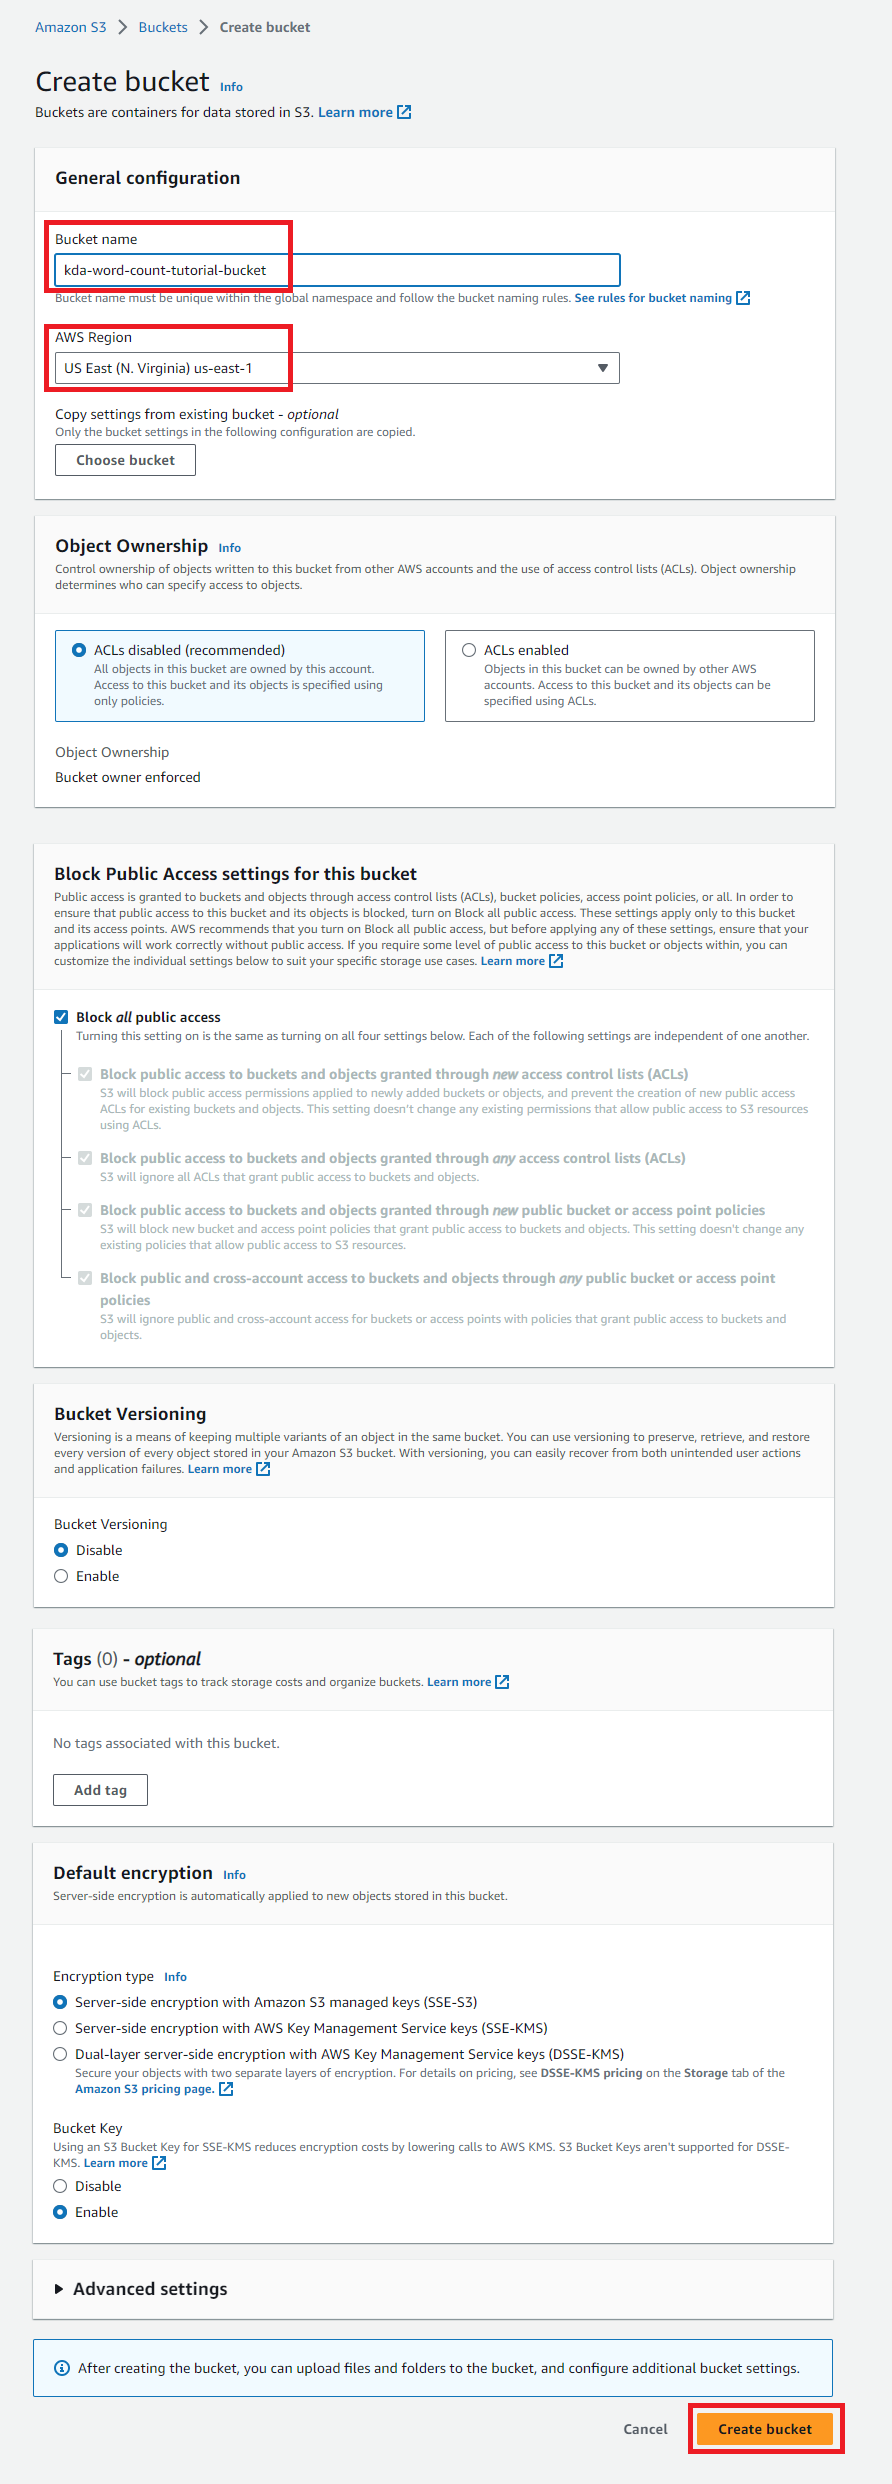 Amazon S3 > Buckets > Create bucket
Create bucket Info
Buckets are containers for data stored in S3. Learn more
General configuration
Bucket name
kda-word-count-tutorial-bucket
Bucket name must be unique within the global namespace and follow the bucket naming rules. See rules for bucket naming
AWS Region
US East (N. Virginia) us-east-1
Copy settings from existing bucket - optional
Only the bucket settings in the following configuration are copied.
Choose bucket
Object Ownership Info
Control ownership of objects written to this bucket from other AWS accounts and the use of access control lists (ACLs). Object ownership
determines who can specify access to objects.
ACLs disabled (recommended)
All objects in this bucket are owned by this account.
Access to this bucket and its objects is specified using
only policies.
ACLs enabled
Objects in this bucket can be owned by other AWS
accounts. Access to this bucket and its objects can be
specified using ACLs.
Object Ownership
Bucket owner enforced
Block Public Access settings for this bucket
Public access is granted to buckets and objects through access control lists (ACLs), bucket policies, access point policies, or all. In order to
ensure that public access to this bucket and its objects is blocked, turn on Block all public access. These settings apply only to this bucket
and its access points. AWS recommends that you turn on Block all public access, but before applying any of these settings, ensure that your
applications will work correctly without public access. If you require some level of public access to this bucket or objects within, you can
customize the individual settings below to suit your specific storage use cases. Learn more
Block all public access
Turning this setting on is the same as turning on all four settings below. Each of the following settings are independent of one another.
Block public access to buckets and objects granted through new access control lists (ACLs)
S3 will block public access permissions applied to newly added buckets or objects, and prevent the creation of new public access
ACLs for existing buckets and objects. This setting doesn't change any existing permissions that allow public access to S3 resources
using ACLs.
Block public access to buckets and objects granted through any access control lists (ACLs)
S3 will ignore all ACLs that grant public access to buckets and objects.
Block public access to buckets and objects granted through new public bucket or access point policies
S3 will block new bucket and access point policies that grant public access to buckets and objects. This setting doesn't change any
existing policies that allow public access to S3 resources.
Block public and cross-account access to buckets and objects through any public bucket or access point
policies
S3 will ignore public and cross-account access for buckets or access points with policies that grant public access to buckets and
objects.
Bucket Versioning
Versioning is a means of keeping multiple variants of an object in the same bucket. You can use versioning to preserve, retrieve, and restore
every version of every object stored in your Amazon S3 bucket. With versioning, you can easily recover from both unintended user actions
and application failures. Learn more
Bucket Versioning
Disable
Enable
Tags (0) - optional
You can use bucket tags to track storage costs and organize buckets. Learn more
No tags associated with this bucket.
Add tag
Default encryption Info
Server-side encryption is automatically applied to new objects stored in this bucket.
Encryption type Info
Server-side encryption with Amazon S3 managed keys (SSE-S3)
Server-side encryption with AWS Key Management Service keys (SSE-KMS)
Dual-layer server-side encryption with AWS Key Management Service keys (DSSE-KMS)
Secure your objects with two separate layers of encryption. For details on pricing, see DSSE-KMS pricing on the Storage tab of the
Amazon S3 pricing page.
Bucket Key
Using an S3 Bucket Key for SSE-KMS reduces encryption costs by lowering calls to AWS KMS. S3 Bucket Keys aren't supported for DSSE-
KMS. Learn more
Disable
Enable
Advanced settings
After creating the bucket, you can upload files and folders to the bucket, and configure additional bucket settings.
Cancel Create bucket